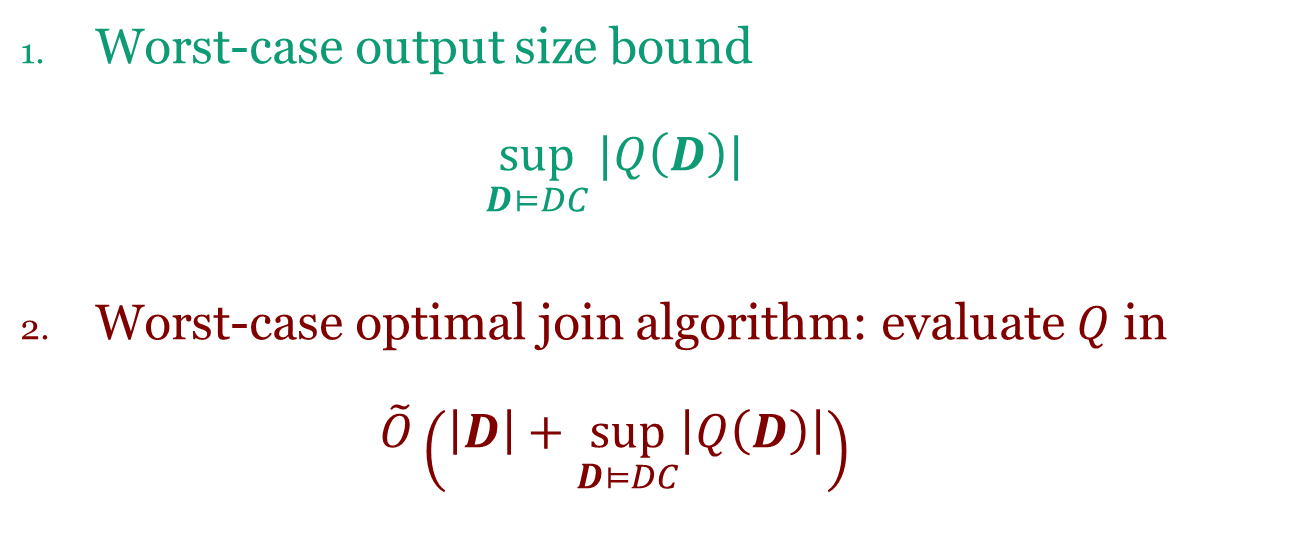 1. Worst-case output size bound
sup |Q(D)|
D⊨DC
2. Worst-case optimal join algorithm: evaluate Q in
Õ (|D| + sup |Q(D)|)
D⊨DC